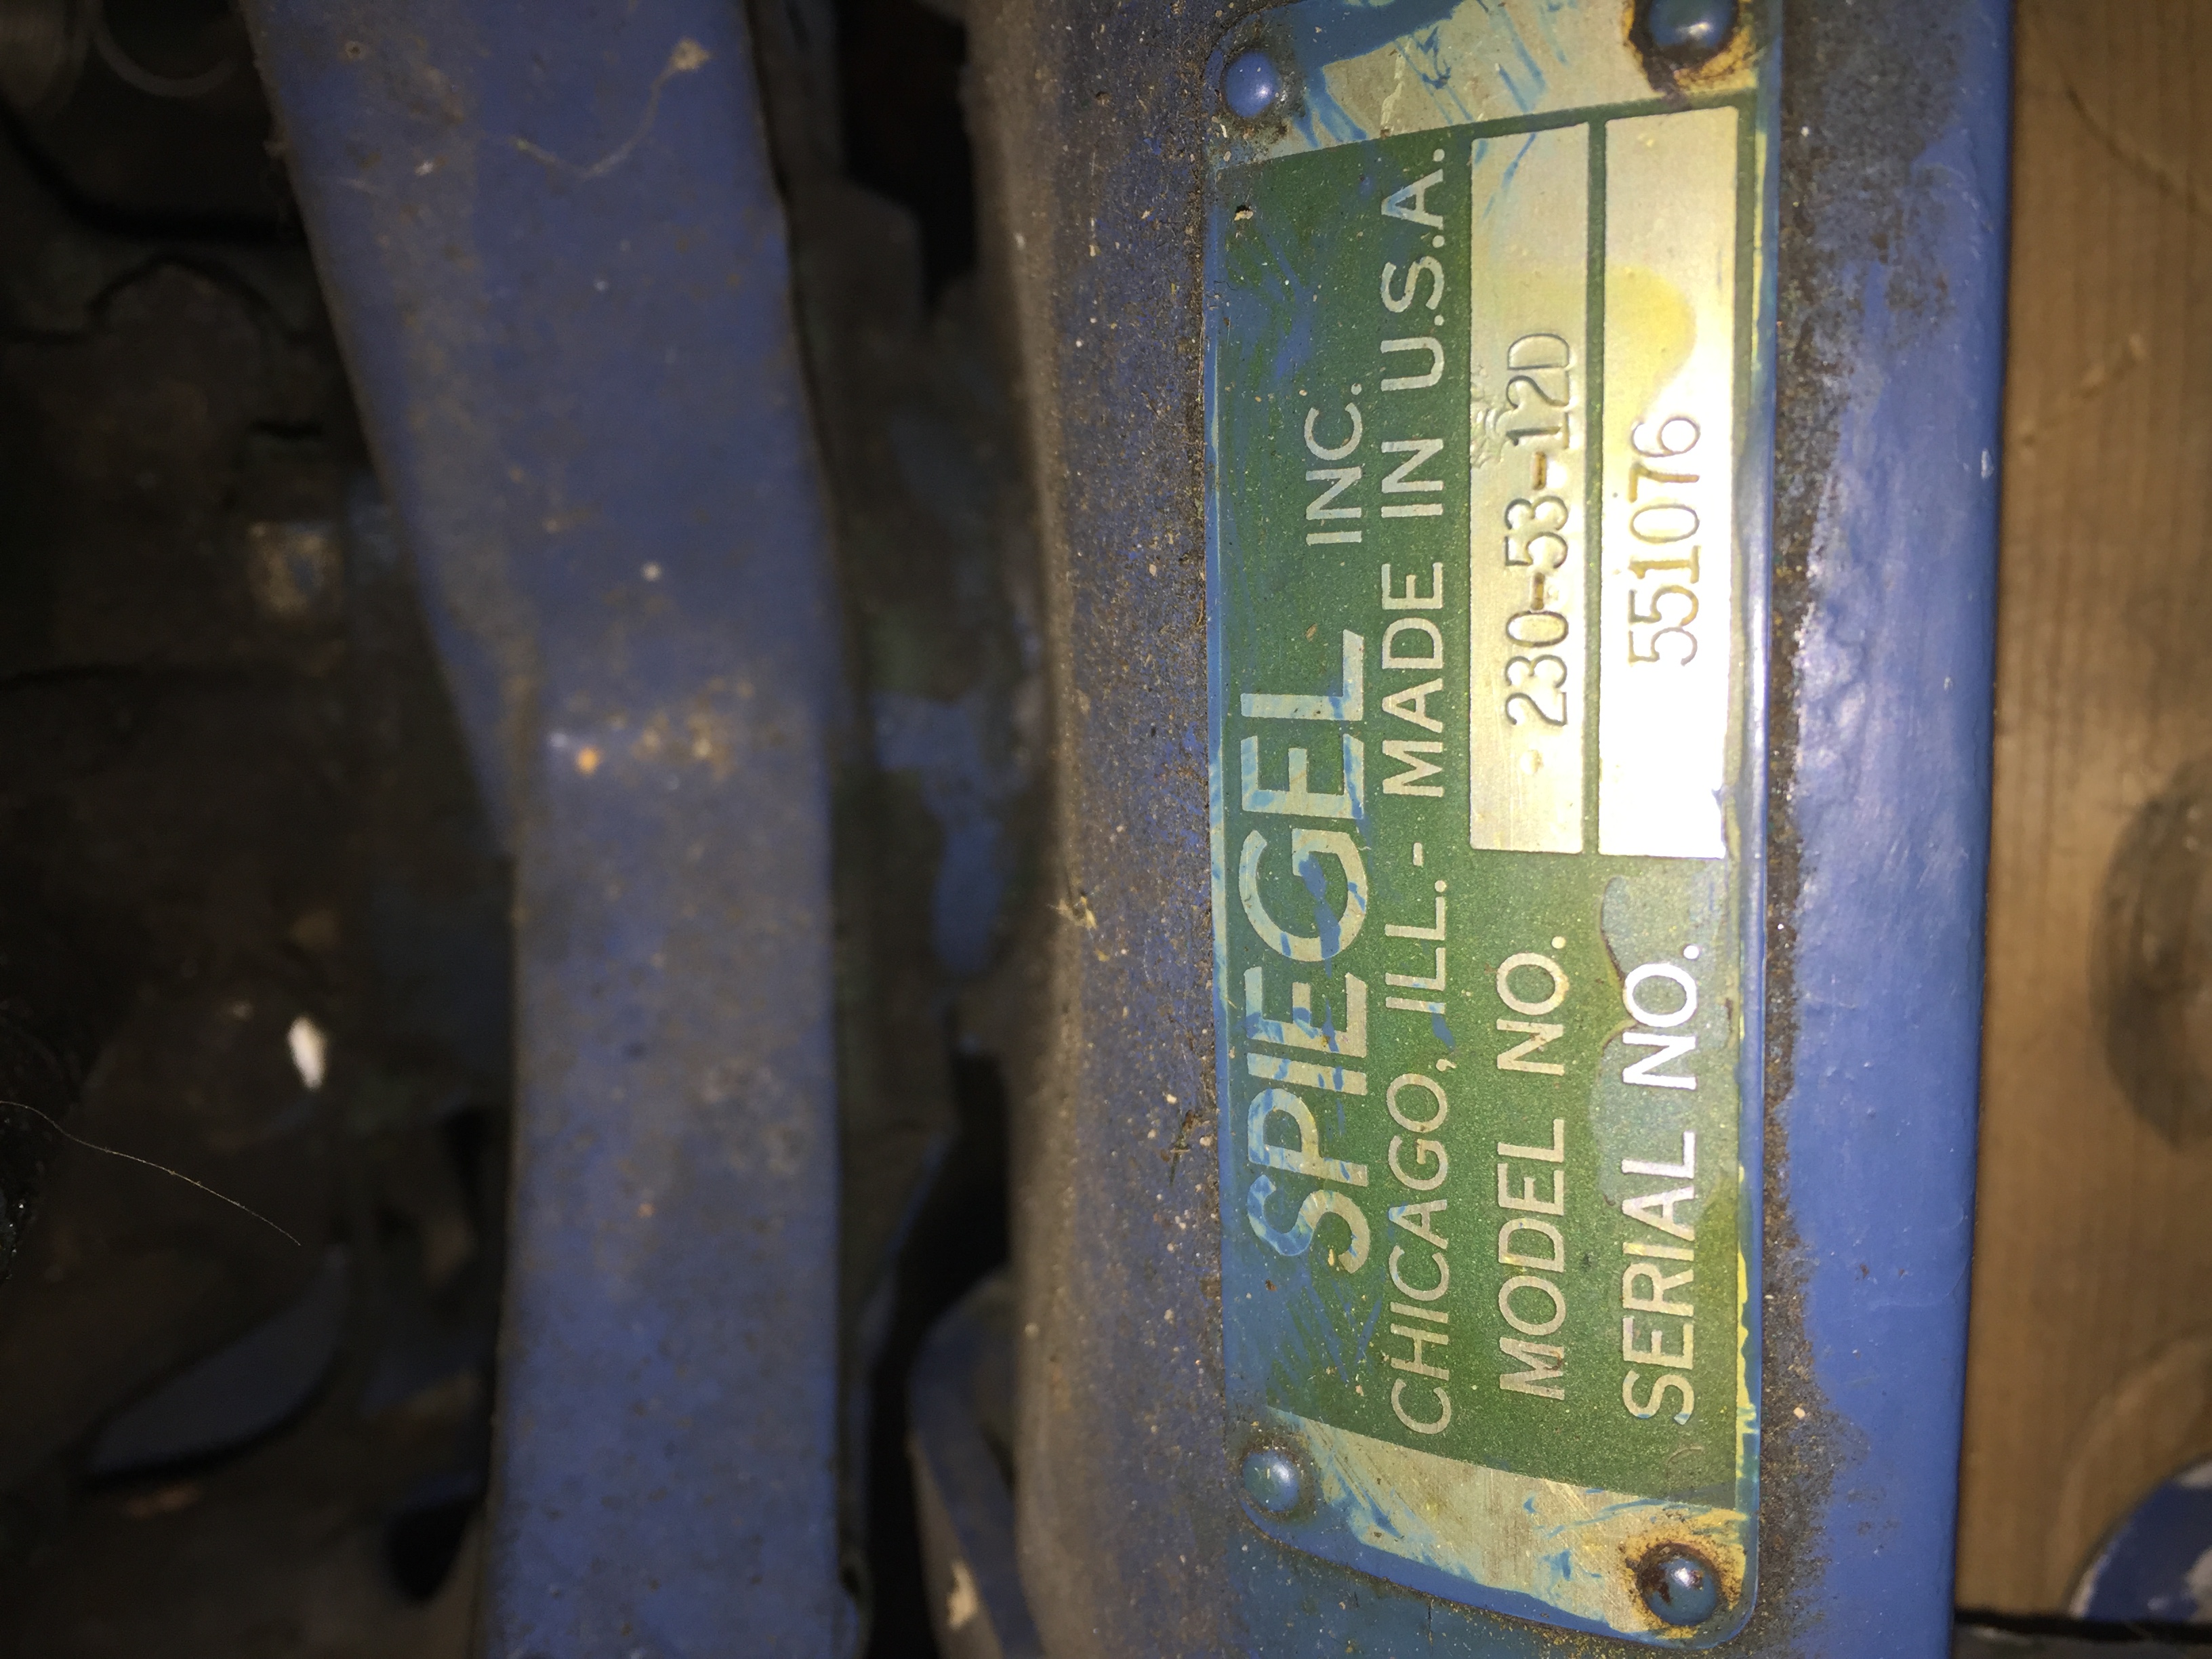 SPIEGEL INC.
CHICAGO, ILL. - MADE IN U.S.A.
MODEL NO. 230-53-12D
SERIAL NO. 551076